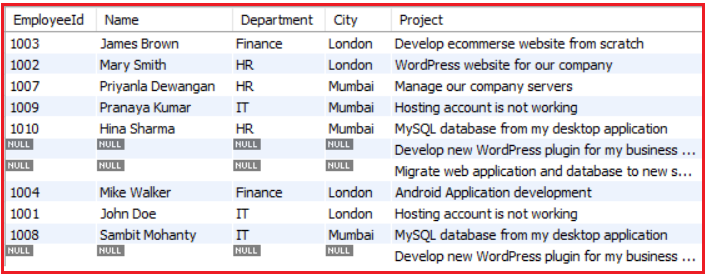 EmployeeId Name Department City Project
1003 James Brown Finance London Develop ecommerse website from scratch
1002 Mary Smith HR London WordPress website for our company
1007 Priyanla Dewangan HR Mumbai Manage our company servers
1009 Pranaya Kumar IT Mumbai Hosting account is not working
1010 Hina Sharma HR Mumbai MySQL database from my desktop application
NULL NULL NULL NULL Develop new WordPress plugin for my business ...
NULL NULL NULL NULL Migrate web application and database to new s...
1004 Mike Walker Finance London Android Application development
1001 John Doe IT London Hosting account is not working
1008 Sambit Mohanty IT Mumbai MySQL database from my desktop application
NULL NULL NULL NULL Develop new WordPress plugin for my business ...